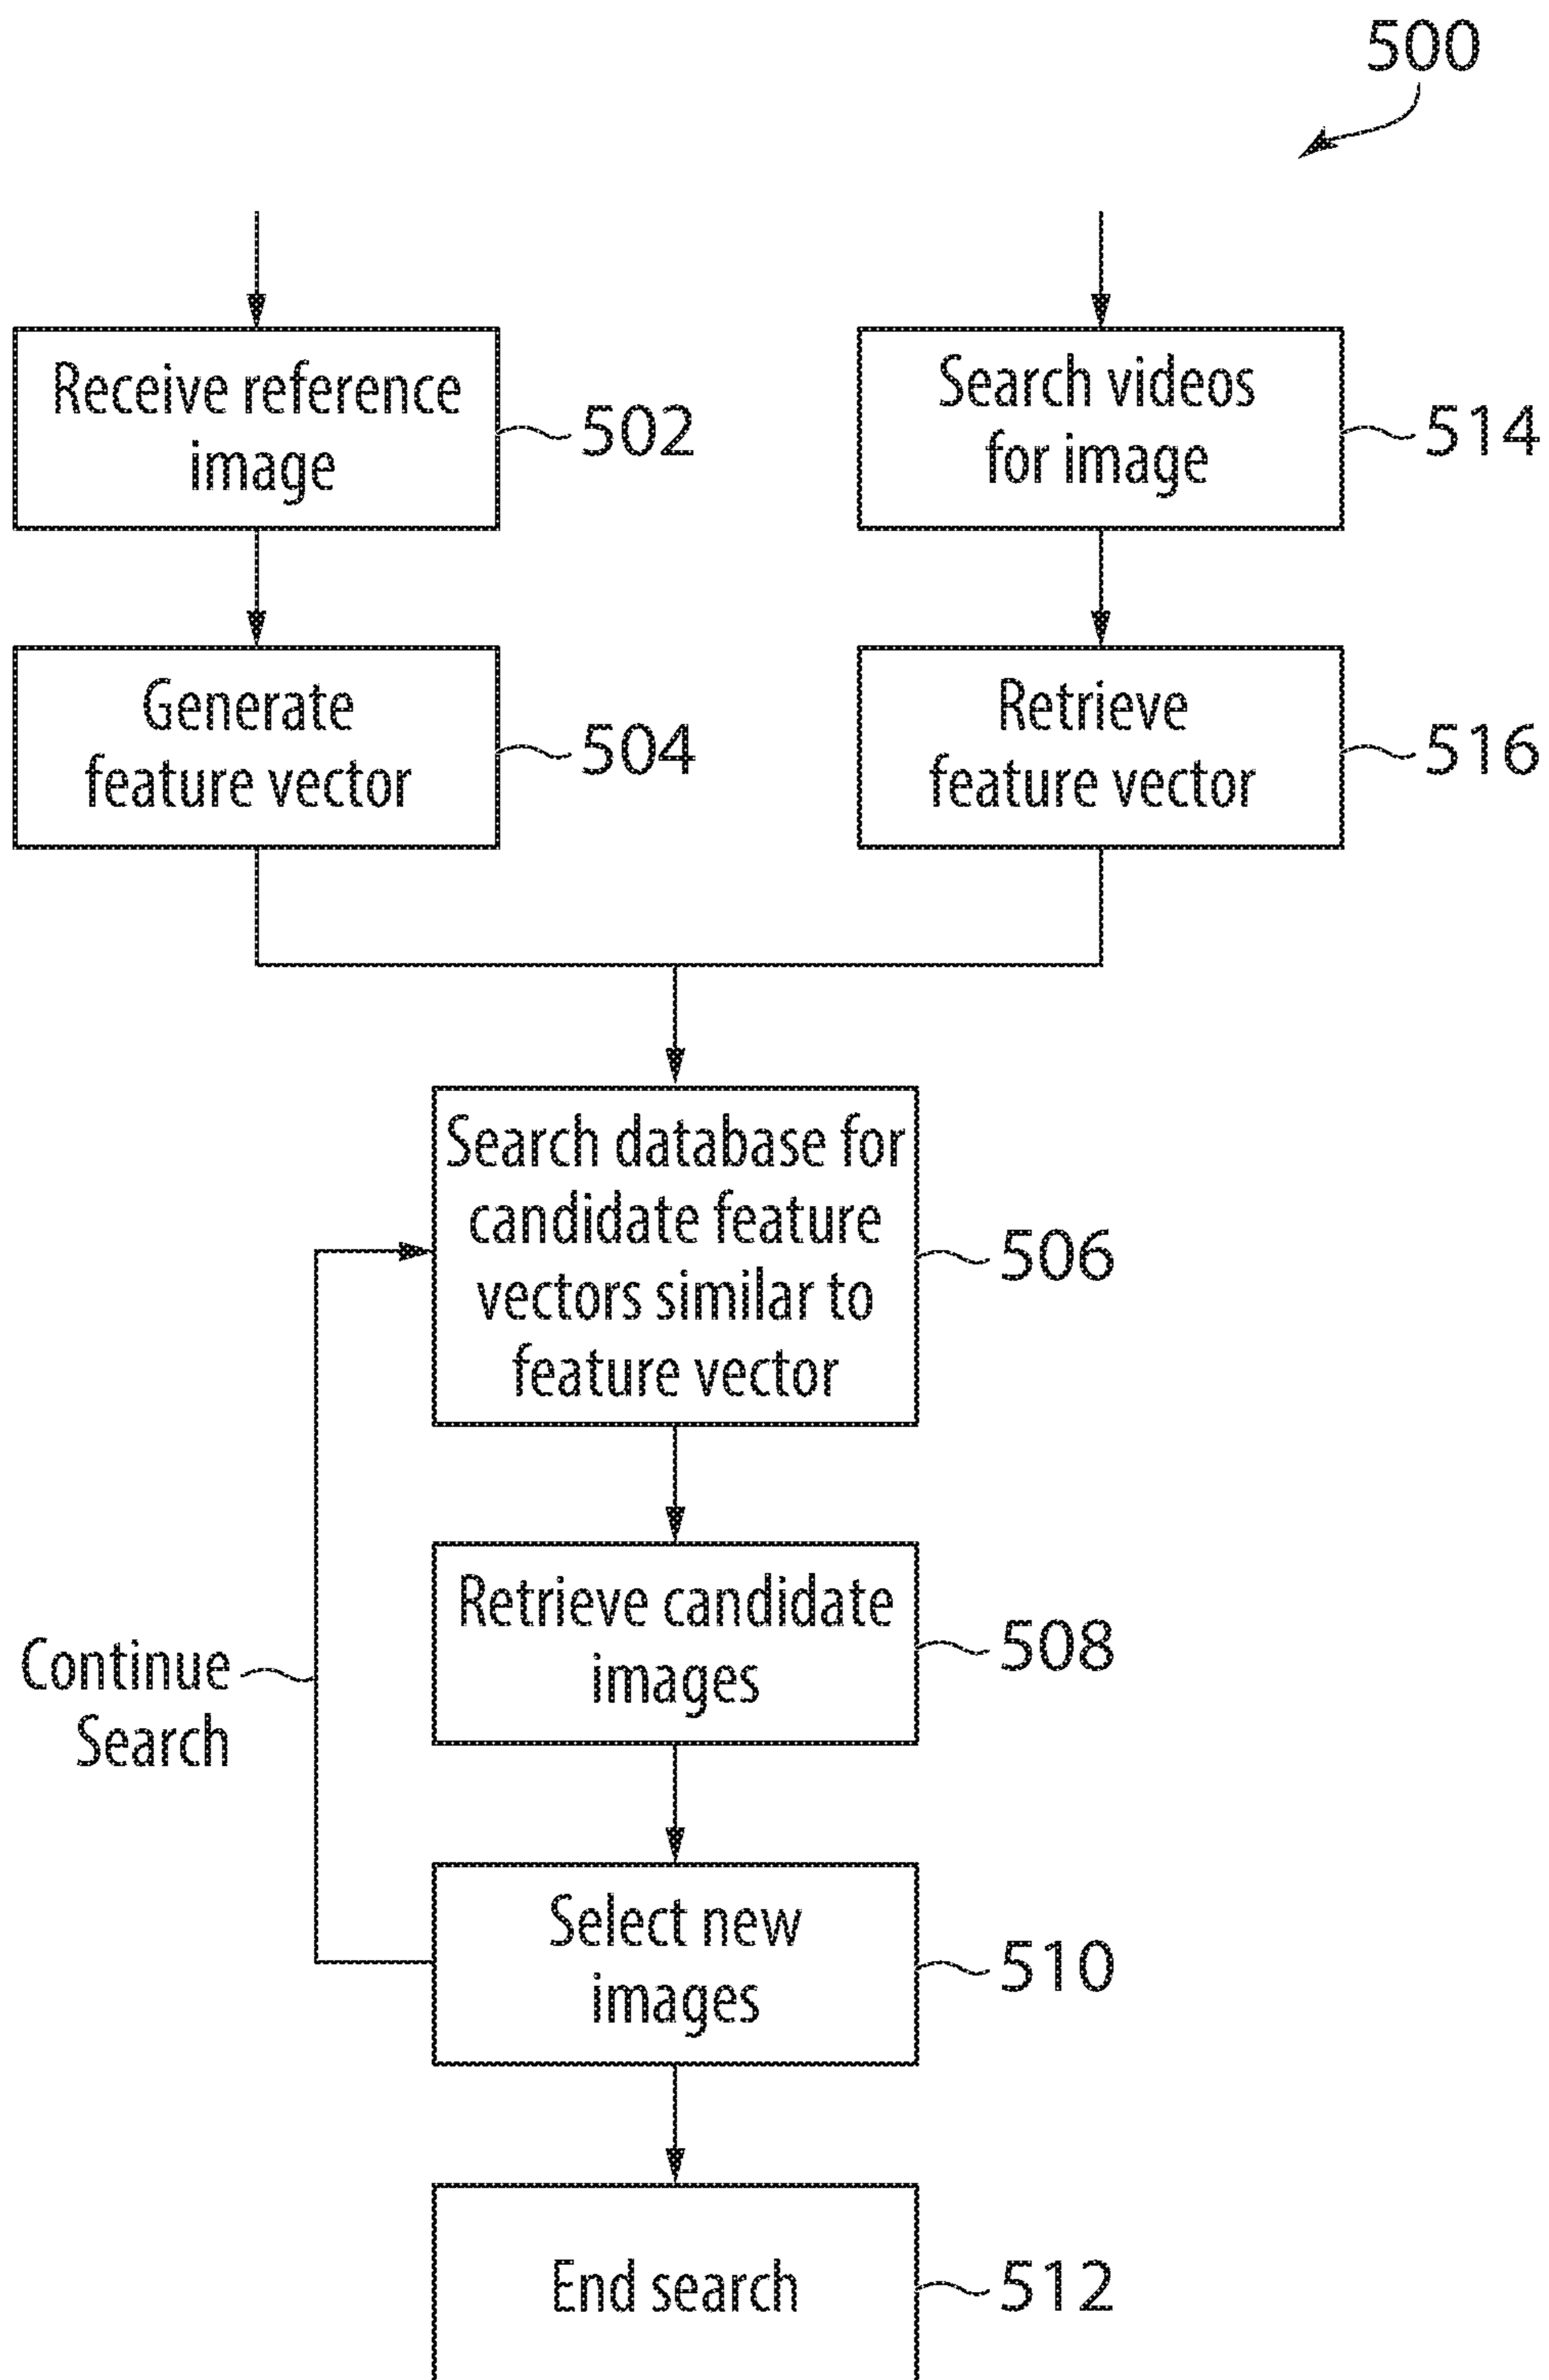 500
Receive reference
image
502
Search videos
for image
514
Generate
feature vector
504
Retrieve
feature vector
516
Search database for
candidate feature
vectors similar to
feature vector
506
Retrieve candidate
images
508
Continue
Search
Select new
images
510
End search
512